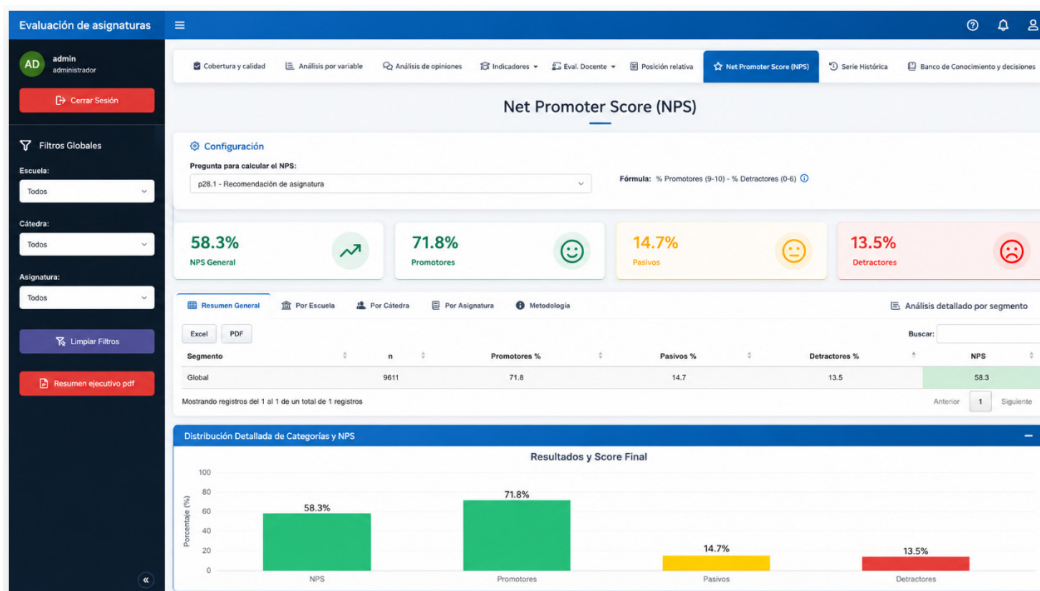 Evaluación de asignaturas
AD
admin
administrador
Cerrar Sesión
Filtros Globales
Escuela:
Todos
Cátedra:
Todos
Asignatura:
Todos
Limpiar Filtros
Resumen ejecutivo pdf
Cobertura y calidad
Análisis por variable
Análisis de opiniones
Indicadores
Eval. Docente
Posición relativa
Net Promoter Score (NPS)
Serie Histórica
Banco de Conocimiento y decisiones
Net Promoter Score (NPS)
Configuración
Pregunta para calcular el NPS:
p28.1 - Recomendación de asignatura
Fórmula: % Promotores (9-10) - % Detractores (0-6)
58.3%
NPS General
71.8%
Promotores
14.7%
Pasivos
13.5%
Detractores
Resumen General Por Escuela Por Cátedra Por Asignatura Metodología
Análisis detallado por segmento
Excel PDF
Buscar:
Segmento n Promotores % Pasivos % Detractores % NPS
Global 9611 71.8 14.7 13.5 58.3
Mostrando registros del 1 al 1 de un total de 1 registros
Anterior 1 Siguiente
Distribución Detallada de Categorías y NPS
Resultados y Score Final
Porcentaje (%)
100
80
60
40
20
0
58.3%
71.8%
14.7%
13.5%
NPS Promotores Pasivos Detractores